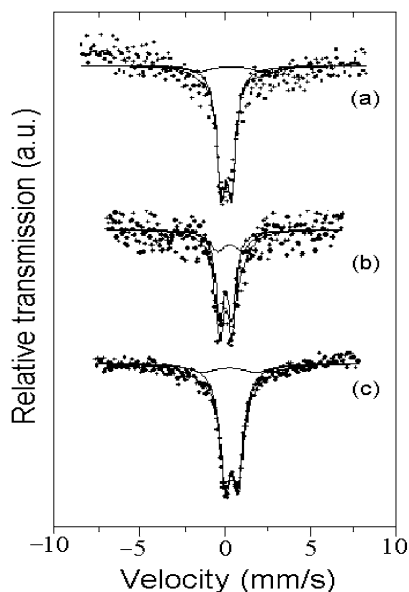 Relative transmission (a.u.)
(a)
(b)
(c)
−10 −5 0 5 10
Velocity (mm/s)